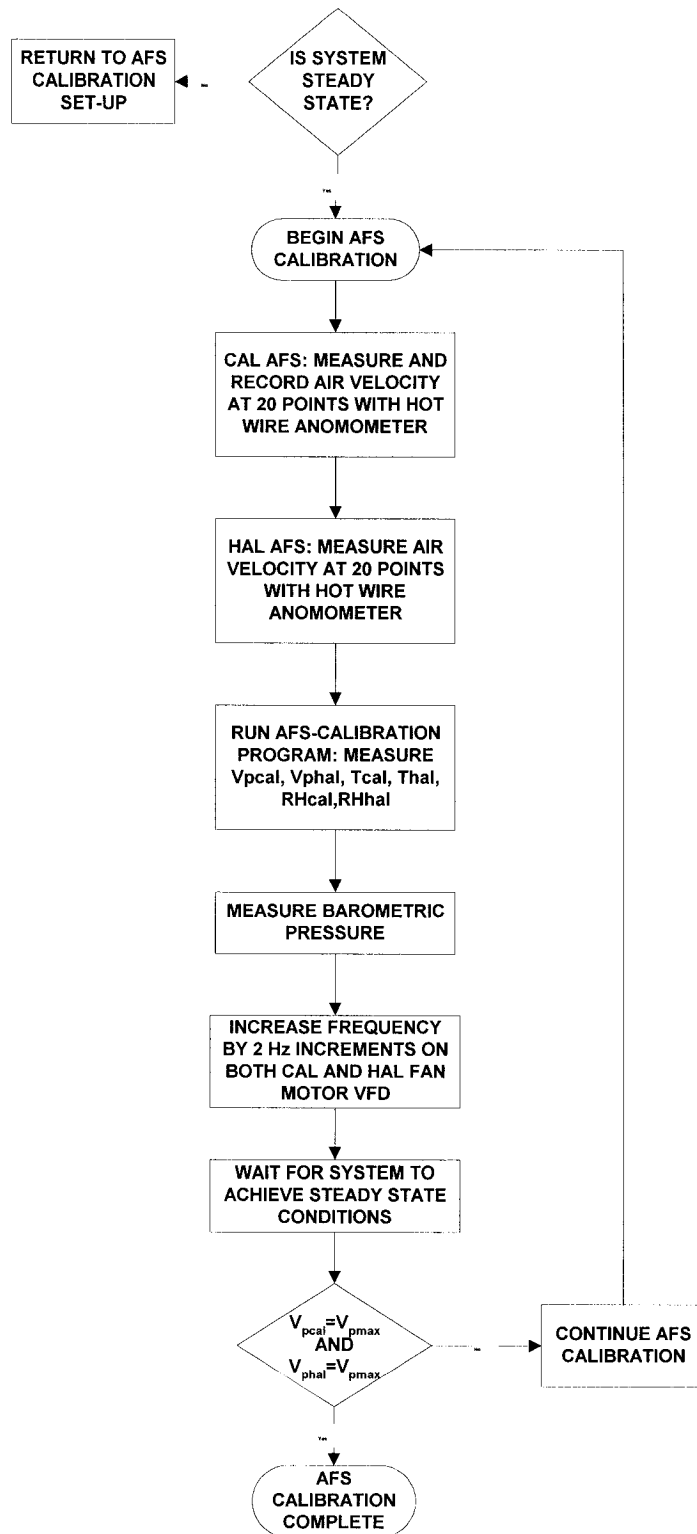 IS SYSTEM
STEADY
STATE?
RETURN TO AFS
CALIBRATION
SET-UP
No
Yes
BEGIN AFS
CALIBRATION
CAL AFS: MEASURE AND
RECORD AIR VELOCITY
AT 20 POINTS WITH HOT
WIRE ANOMOMETER
HAL AFS: MEASURE AIR
VELOCITY AT 20 POINTS
WITH HOT WIRE
ANOMOMETER
RUN AFS-CALIBRATION
PROGRAM: MEASURE
Vpcal, Vphal, Tcal, Thal,
RHcal,RHhal
MEASURE BAROMETRIC
PRESSURE
INCREASE FREQUENCY
BY 2 Hz INCREMENTS ON
BOTH CAL AND HAL FAN
MOTOR VFD
WAIT FOR SYSTEM TO
ACHIEVE STEADY STATE
CONDITIONS
Vpcal=Vpmax
AND
Vphal=Vpmax
No
CONTINUE AFS
CALIBRATION
Yes
AFS
CALIBRATION
COMPLETE